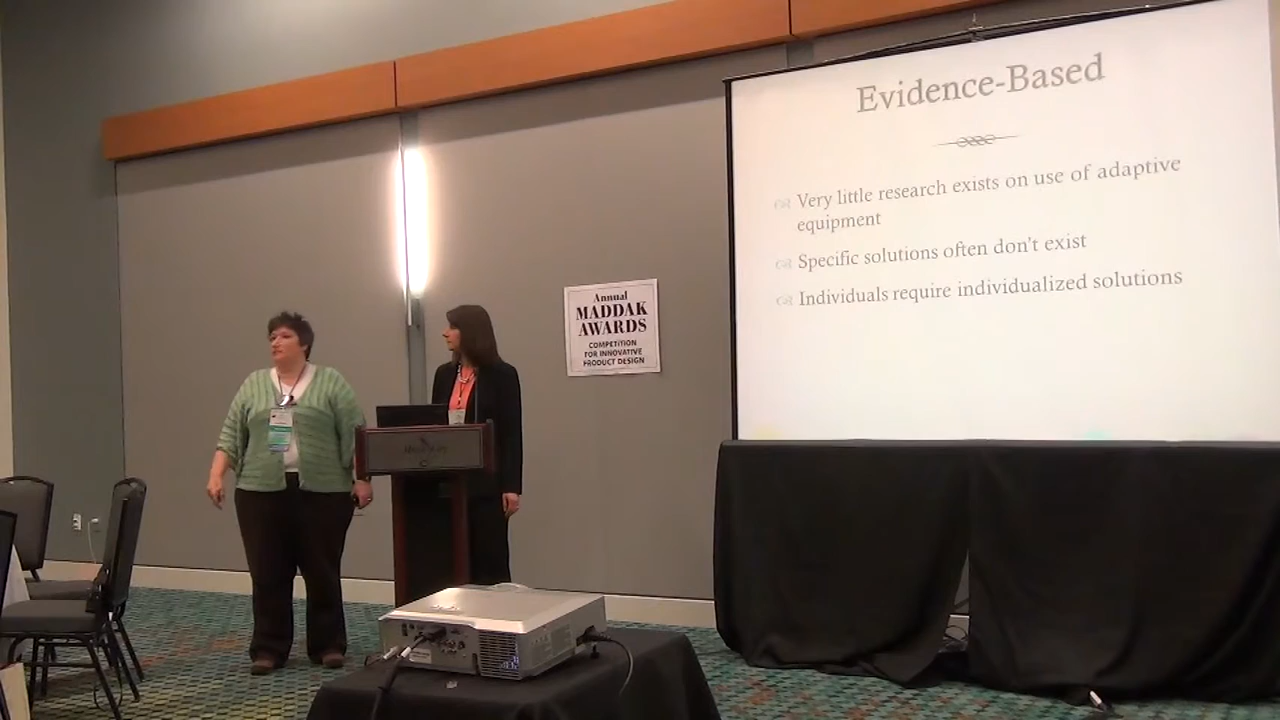 Evidence-Based
Very little research exists on use of adaptive
equipment
Specific solutions often don't exist
Individuals require individualized solutions
Annual
MADDAK
AWARDS
COMPETITION
FOR INNOVATIVE
PRODUCT DESIGN